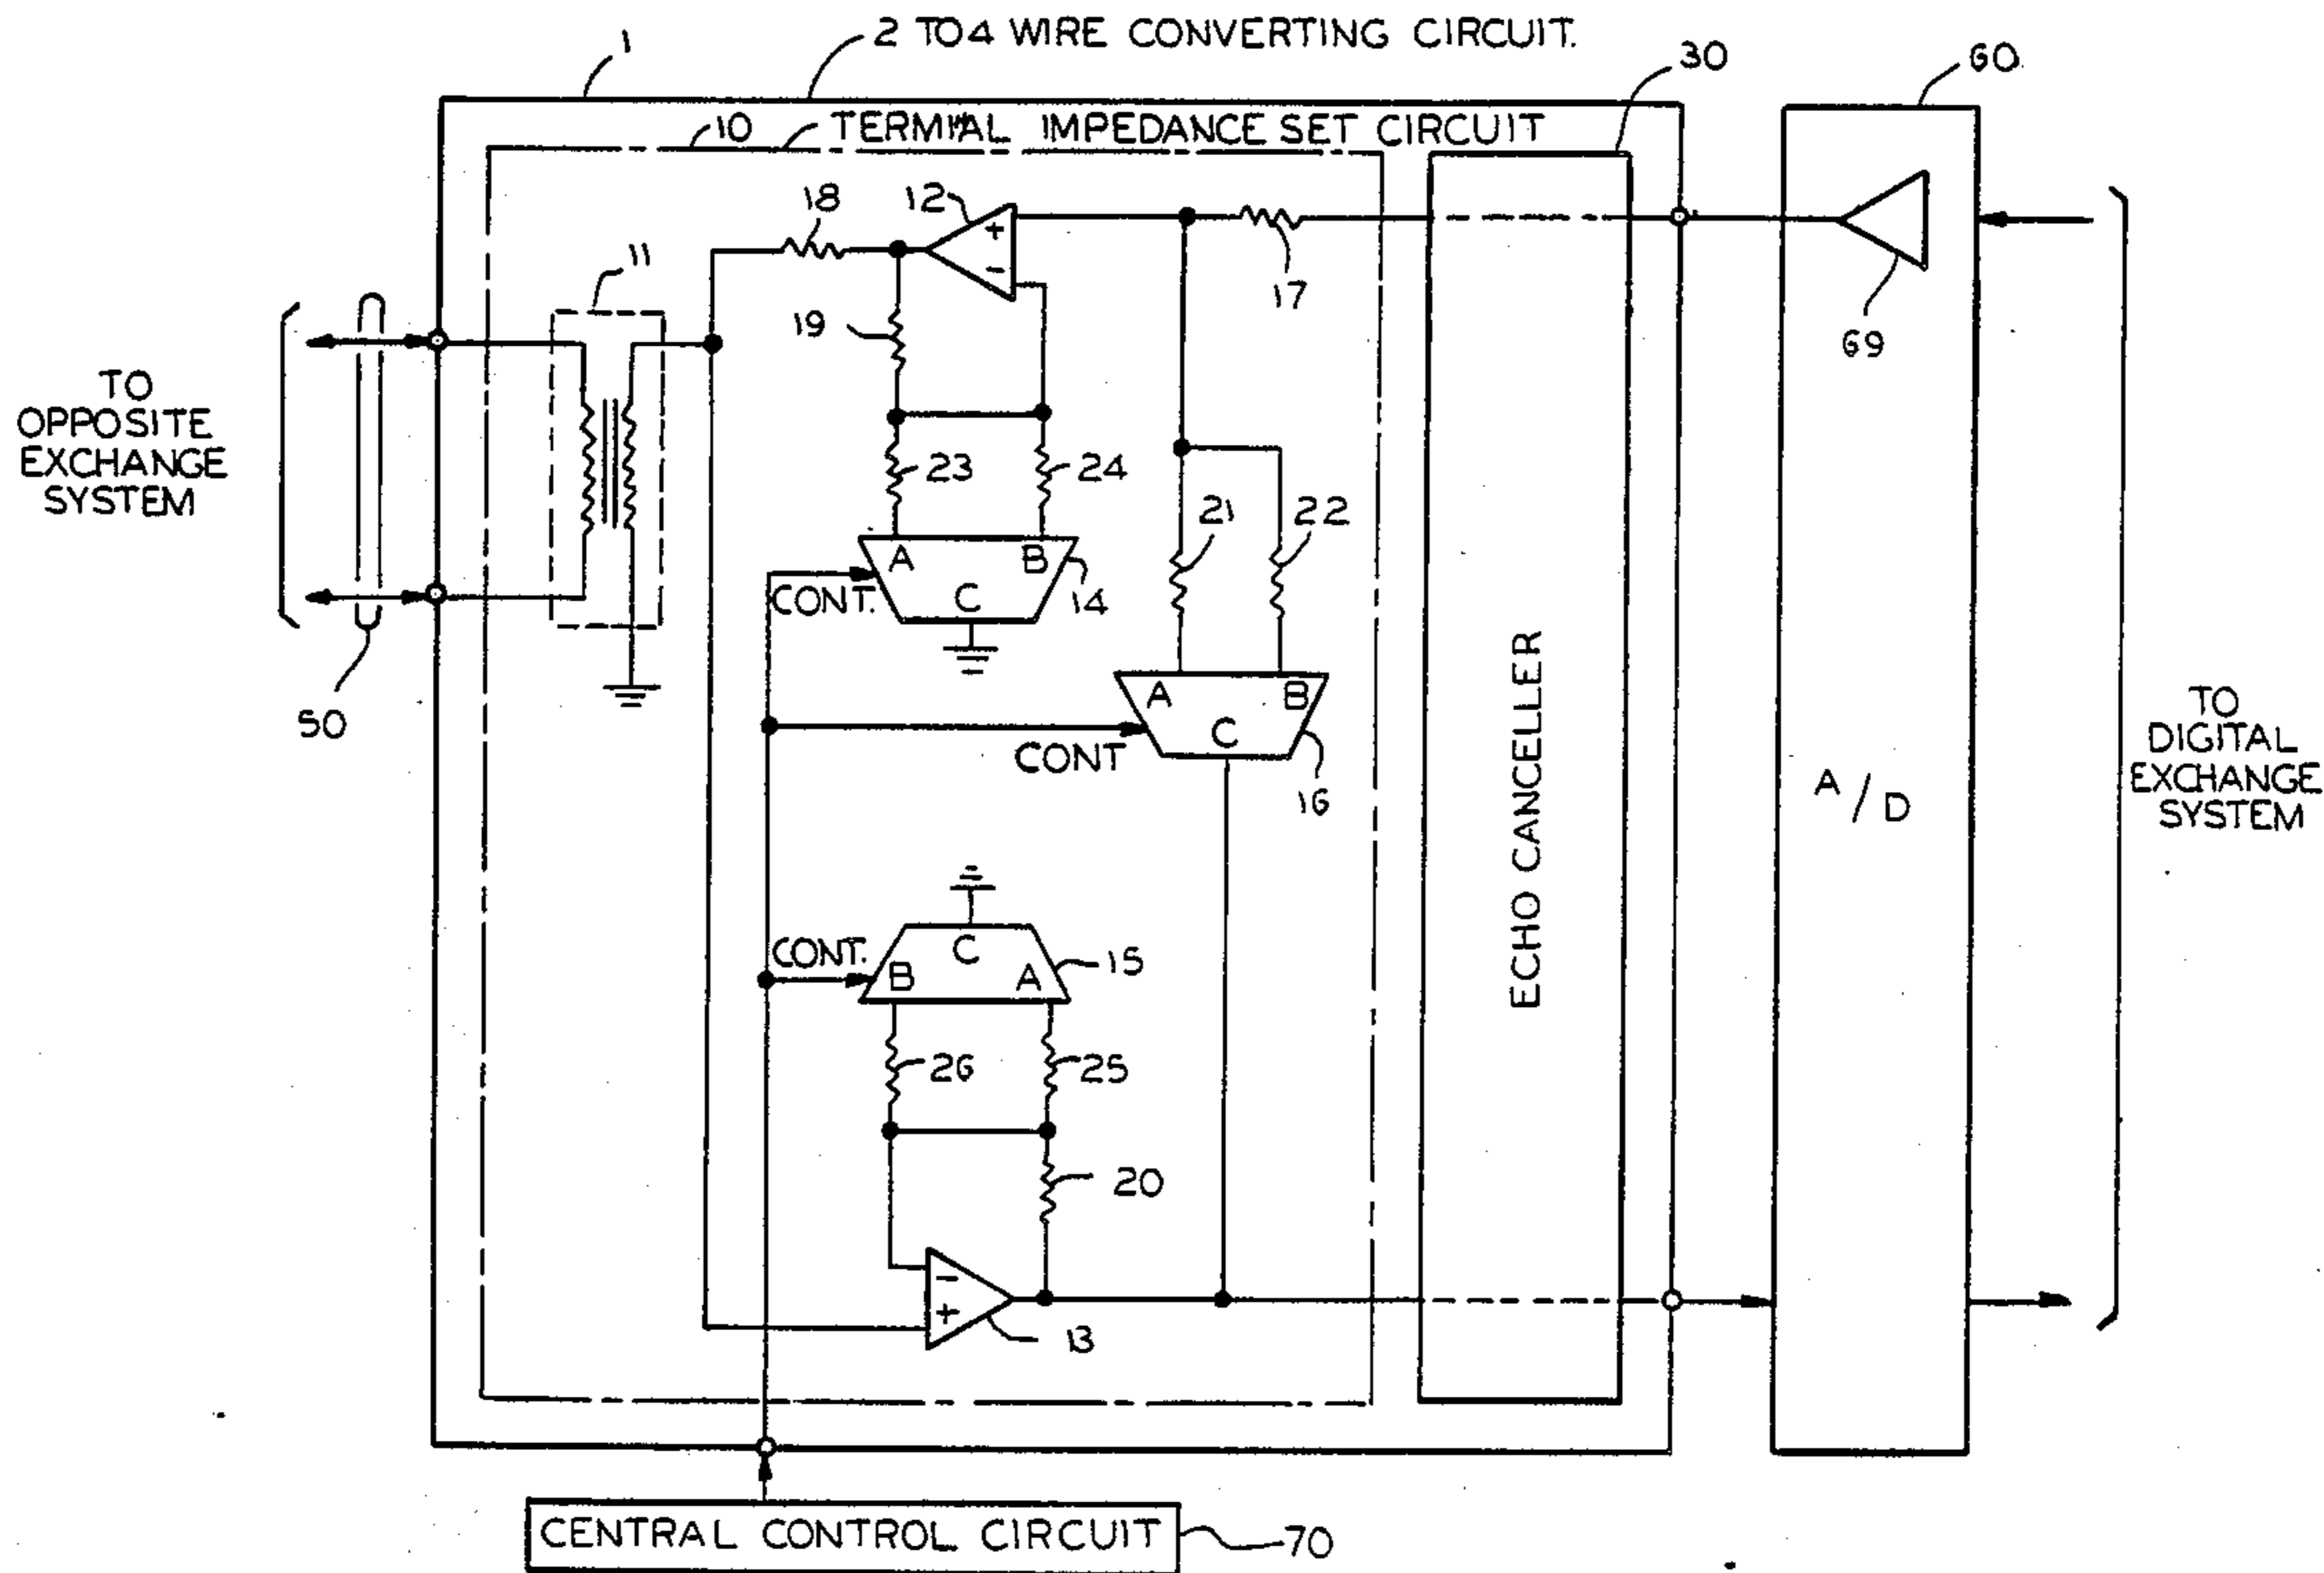 1
2 TO 4 WIRE CONVERTING CIRCUIT.
30
60
10
TERMINAL IMPEDANCE SET CIRCUIT
18
12
+
-
17
69
11
19
TO
OPPOSITE
EXCHANGE
SYSTEM
23
24
21
22
A
B
C
14
CONT.
50
A
B
C
16
CONT
ECHO CANCELLER
A/D
TO
DIGITAL
EXCHANGE
SYSTEM
CONT.
C
B
A
15
26
25
20
-
+
13
CENTRAL CONTROL CIRCUIT
70